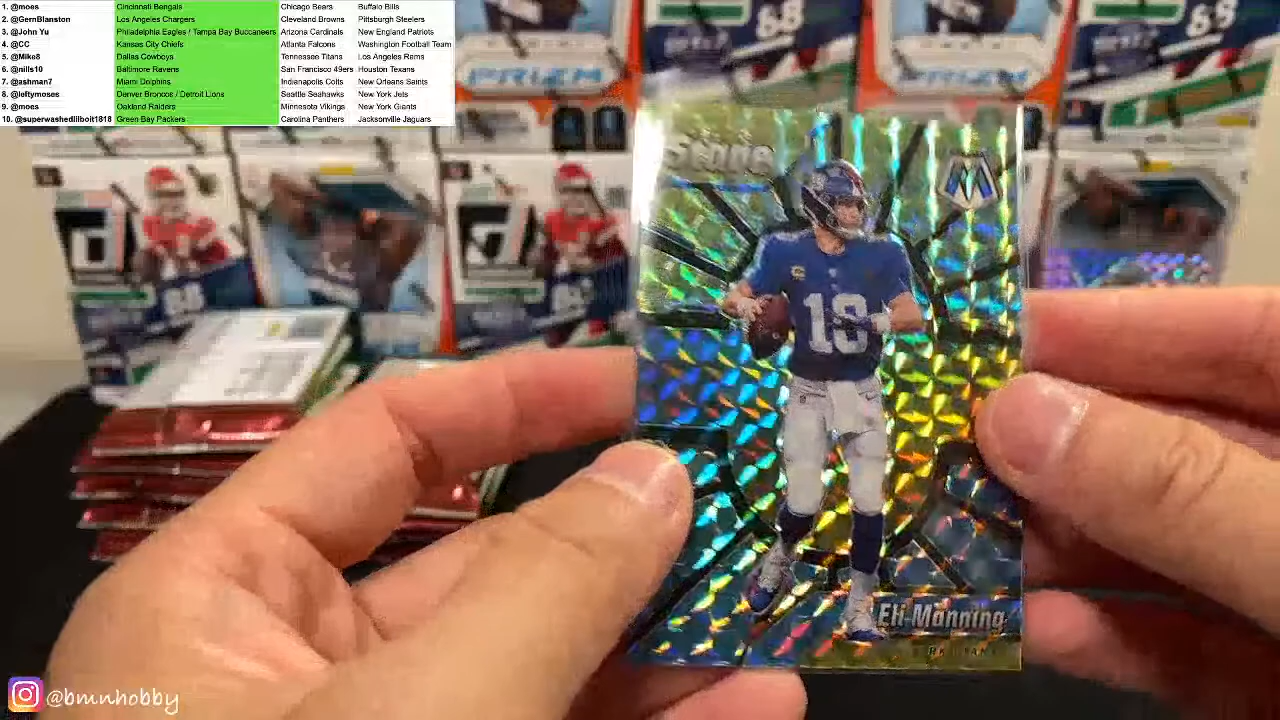 1. @moes Cincinnati Bengals Chicago Bears Buffalo Bills
2. @GernBlanston Los Angeles Chargers Cleveland Browns Pittsburgh Steelers
3. @John Yu Philadelphia Eagles / Tampa Bay Buccaneers Arizona Cardinals New England Patriots
4. @CC Kansas City Chiefs Atlanta Falcons Washington Football Team
5. @Mike8 Dallas Cowboys Tennessee Titans Los Angeles Rams
6. @nills10 Baltimore Ravens San Francisco 49ers Houston Texans
7. @ashman7 Miami Dolphins Indianapolis Colts New Orleans Saints
8. @leftymoses Denver Broncos / Detroit Lions Seattle Seahawks New York Jets
9. @moes Oakland Raiders Minnesota Vikings New York Giants
10. @superwashedlilboit1818 Green Bay Packers Carolina Panthers Jacksonville Jaguars
PRIZM
88
88
Stage
M
10
Eli Manning
@bmnhobby